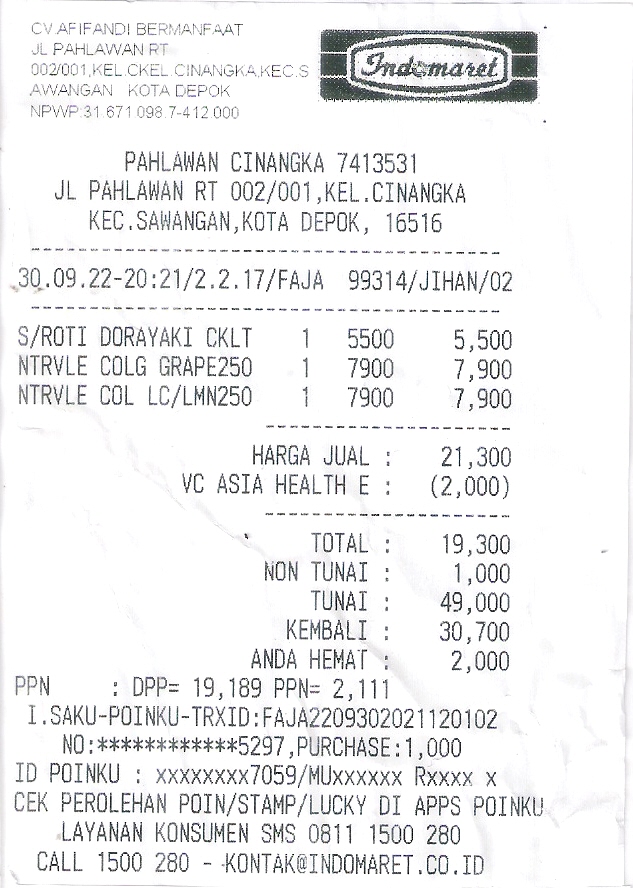 CV.AFIFANDI BERMANFAAT
JL PAHLAWAN RT
002/001,KEL.CKEL.CINANGKA,KEC.S
AWANGAN KOTA DEPOK
NPWP:31.671.098.7-412.000
Indomaret
PAHLAWAN CINANGKA 7413531
JL PAHLAWAN RT 002/001,KEL.CINANGKA
KEC.SAWANGAN,KOTA DEPOK, 16516
30.09.22-20:21/2.2.17/FAJA 99314/JIHAN/02
S/ROTI DORAYAKI CKLT 1 5500 5,500
NTRVLE COLG GRAPE250 1 7900 7,900
NTRVLE COL LC/LMN250 1 7900 7,900
HARGA JUAL : 21,300
VC ASIA HEALTH E : (2,000)
TOTAL : 19,300
NON TUNAI : 1,000
TUNAI : 49,000
KEMBALI : 30,700
ANDA HEMAT : 2,000
PPN : DPP= 19,189 PPN= 2,111
I.SAKU-POINKU-TRXID:FAJA2209302021120102
NO:************5297,PURCHASE:1,000
ID POINKU : xxxxxxxx7059/MUxxxxxx Rxxxx x
CEK PEROLEHAN POIN/STAMP/LUCKY DI APPS POINKU
LAYANAN KONSUMEN SMS 0811 1500 280
CALL 1500 280 - KONTAK@INDOMARET.CO.ID